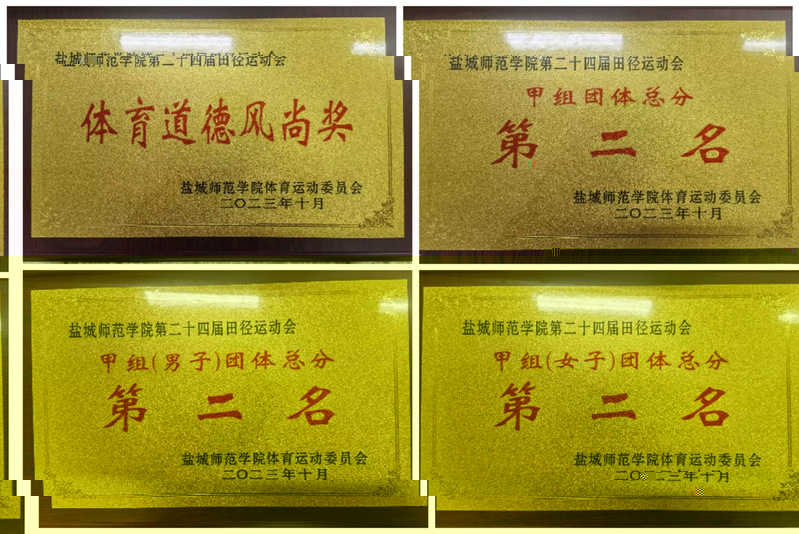 盐城师范学院第二十四届田径运动会
体育道德风尚奖
盐城师范学院体育运动委员会
二〇二三年十月
盐城师范学院第二十四届田径运动会
甲组团体总分
第二名
盐城师范学院体育运动委员会
二〇二三年十月
盐城师范学院第二十四届田径运动会
甲组(男子)团体总分
第二名
盐城师范学院体育运动委员会
二〇二三年十月
盐城师范学院第二十四届田径运动会
甲组(女子)团体总分
第二名
盐城师范学院体育运动委员会
二〇二三年十月